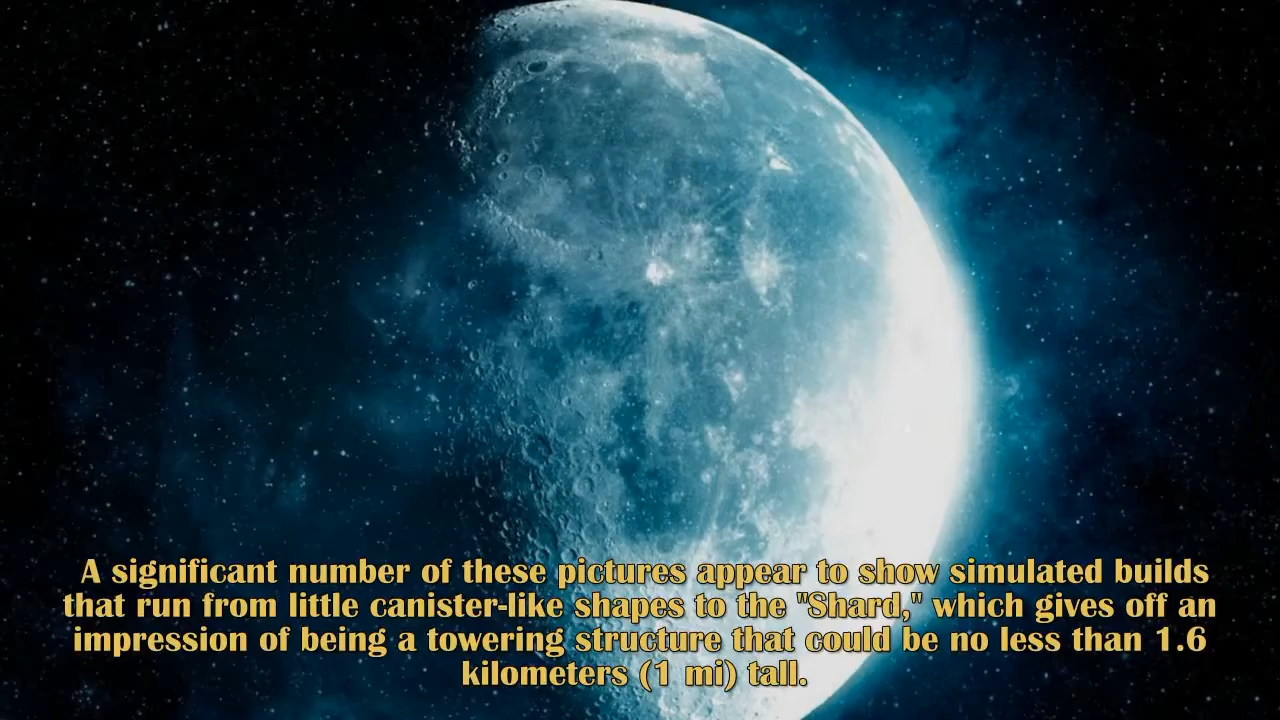 A significant number of these pictures appear to show simulated builds
that run from little canister-like shapes to the "Shard," which gives off an
impression of being a towering structure that could be no less than 1.6
kilometers (1 mi) tall.